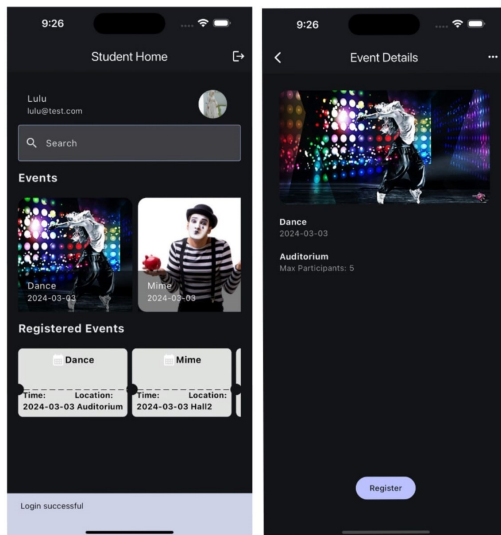 9:26
Student Home
Lulu
lulu@test.com
Search
Events
Dance
2024-03-03
Mime
2024-03-03
Registered Events
Dance
Time: Location:
2024-03-03 Auditorium
Mime
Time: Location:
2024-03-03 Hall2
Login successful
9:26
Event Details
Dance
2024-03-03
Auditorium
Max Participants: 5
Register